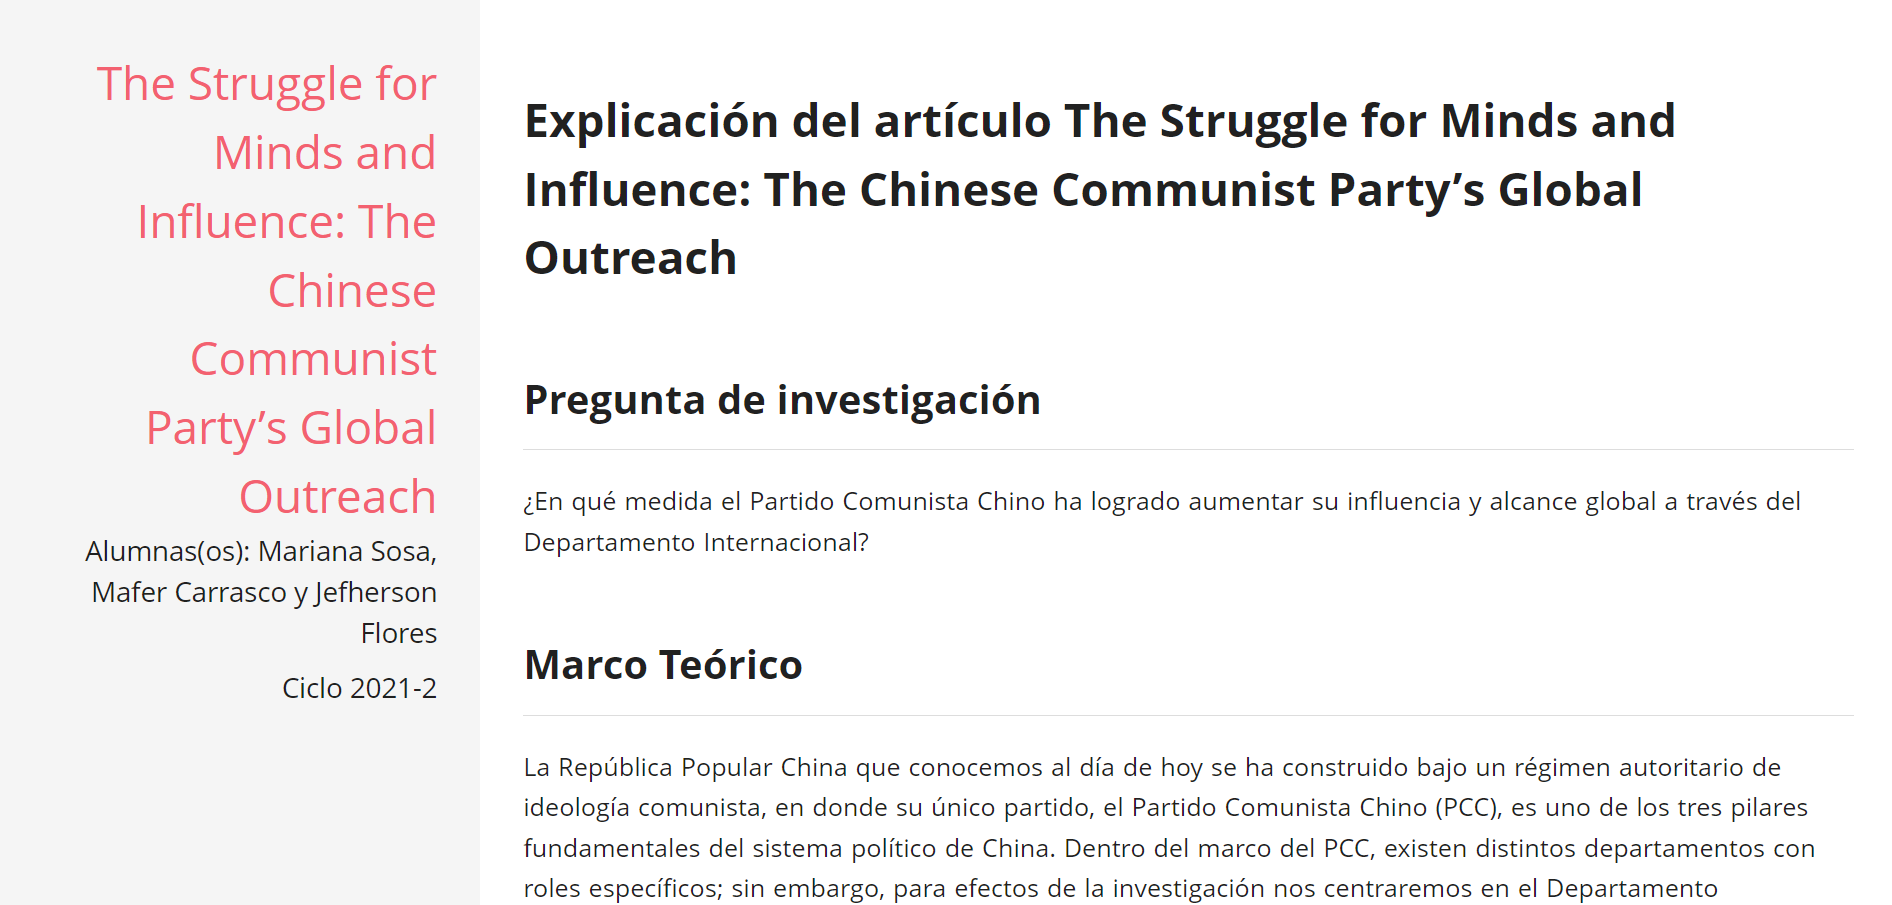 The Struggle for
Minds and
Influence: The
Chinese
Communist
Party’s Global
Outreach
Alumnas(os): Mariana Sosa,
Mafer Carrasco y Jefherson
Flores
Ciclo 2021-2
Explicación del artículo The Struggle for Minds and
Influence: The Chinese Communist Party’s Global
Outreach
Pregunta de investigación
¿En qué medida el Partido Comunista Chino ha logrado aumentar su influencia y alcance global a través del
Departamento Internacional?
Marco Teórico
La República Popular China que conocemos al día de hoy se ha construido bajo un régimen autoritario de
ideología comunista, en donde su único partido, el Partido Comunista Chino (PCC), es uno de los tres pilares
fundamentales del sistema político de China. Dentro del marco del PCC, existen distintos departamentos con
roles específicos; sin embargo, para efectos de la investigación nos centraremos en el Departamento